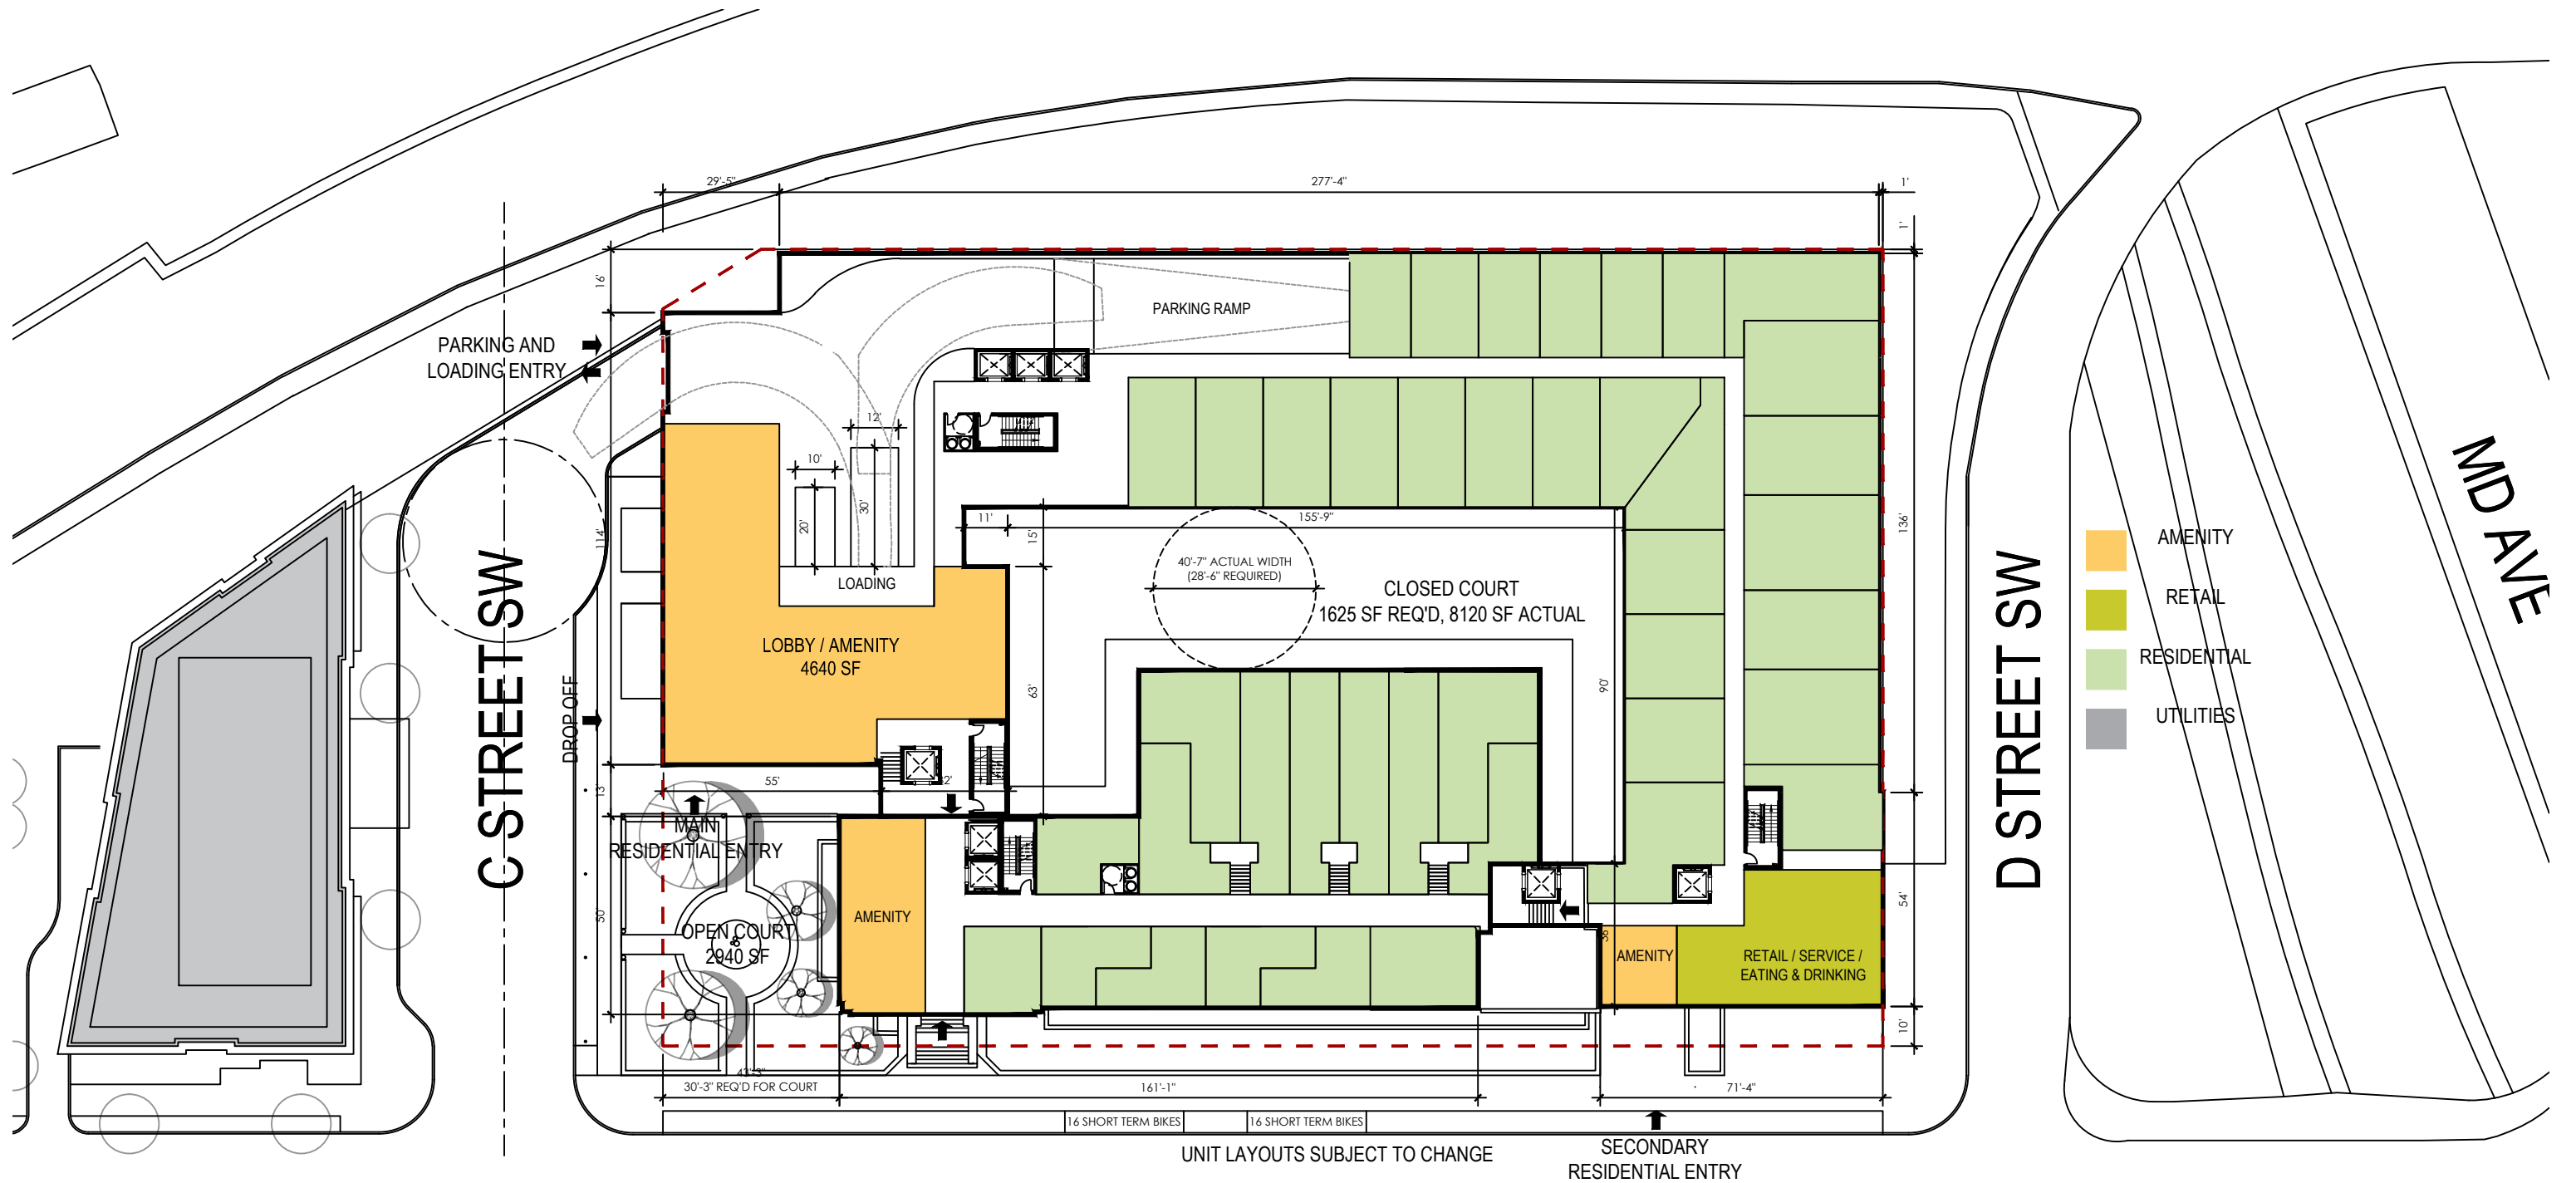 29'-5"
277'-4"
1'
1'
16'
PARKING RAMP
PARKING AND
LOADING ENTRY
12'
10'
30'
20'
11'
155'-9"
15'
136'
114'
40'-7" ACTUAL WIDTH
(28'-6" REQUIRED)
LOADING
CLOSED COURT
1625 SF REQ'D, 8120 SF ACTUAL
LOBBY / AMENITY
4640 SF
63'
90'
C STREET SW
DROP OFF
D STREET SW
MD AVE
AMENITY
RETAIL
RESIDENTIAL
UTILITIES
55'
13'
MAIN
RESIDENTIAL ENTRY
50'
54'
AMENITY
OPEN COURT
2940 SF
AMENITY
RETAIL / SERVICE /
EATING & DRINKING
10'
43'-3"
30'-3" REQ'D FOR COURT
161'-1"
71'-4"
16 SHORT TERM BIKES
16 SHORT TERM BIKES
UNIT LAYOUTS SUBJECT TO CHANGE
SECONDARY
RESIDENTIAL ENTRY